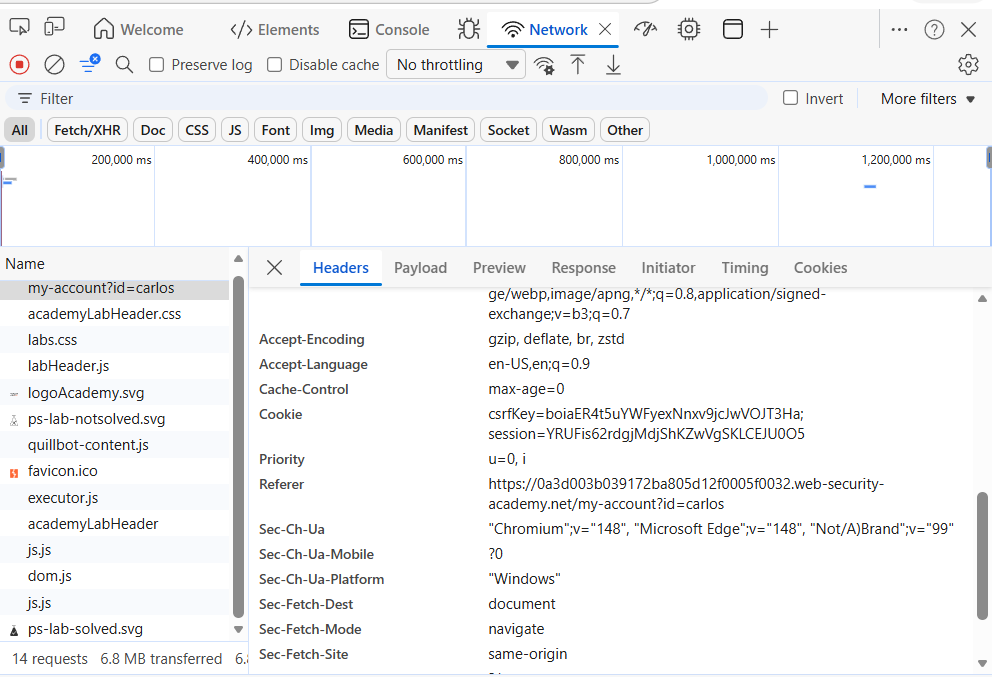 Welcome Elements Console Network
Preserve log Disable cache No throttling
Filter Invert More filters
All Fetch/XHR Doc CSS JS Font Img Media Manifest Socket Wasm Other
200,000 ms 400,000 ms 600,000 ms 800,000 ms 1,000,000 ms 1,200,000 ms
Name
my-account?id=carlos
academyLabHeader.css
labs.css
labHeader.js
logoAcademy.svg
ps-lab-notsolved.svg
quillbot-content.js
favicon.ico
executor.js
academyLabHeader
js.js
dom.js
js.js
ps-lab-solved.svg
14 requests 6.8 MB transferred 6.
Headers Payload Preview Response Initiator Timing Cookies
ge/webp,image/apng,*/*;q=0.8,application/signed-
exchange;v=b3;q=0.7
Accept-Encoding gzip, deflate, br, zstd
Accept-Language en-US,en;q=0.9
Cache-Control max-age=0
Cookie csrfKey=boiaER4t5uYWFyexNnxv9jcJwVOJT3Ha;
session=YRUFis62rdgjMdjShKZwVgSKLCEJU0O5
Priority u=0, i
Referer https://0a3d003b039172ba805d12f0005f0032.web-security-
academy.net/my-account?id=carlos
Sec-Ch-Ua "Chromium";v="148", "Microsoft Edge";v="148", "Not/A)Brand";v="99"
Sec-Ch-Ua-Mobile ?0
Sec-Ch-Ua-Platform "Windows"
Sec-Fetch-Dest document
Sec-Fetch-Mode navigate
Sec-Fetch-Site same-origin